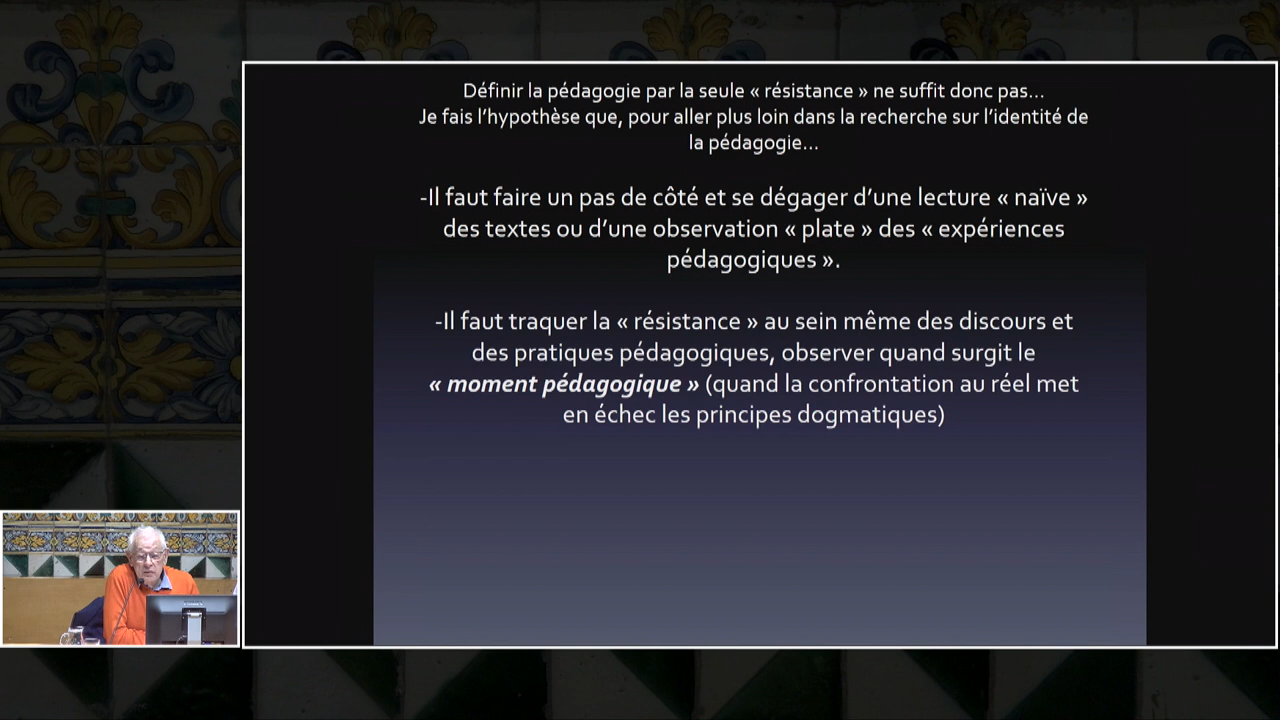 Définir la pédagogie par la seule « résistance » ne suffit donc pas...
Je fais l'hypothèse que, pour aller plus loin dans la recherche sur l'identité de
la pédagogie...
-Il faut faire un pas de côté et se dégager d'une lecture « naïve »
des textes ou d'une observation « plate » des « expériences
pédagogiques ».
-Il faut traquer la « résistance » au sein même des discours et
des pratiques pédagogiques, observer quand surgit le
« moment pédagogique » (quand la confrontation au réel met
en échec les principes dogmatiques)